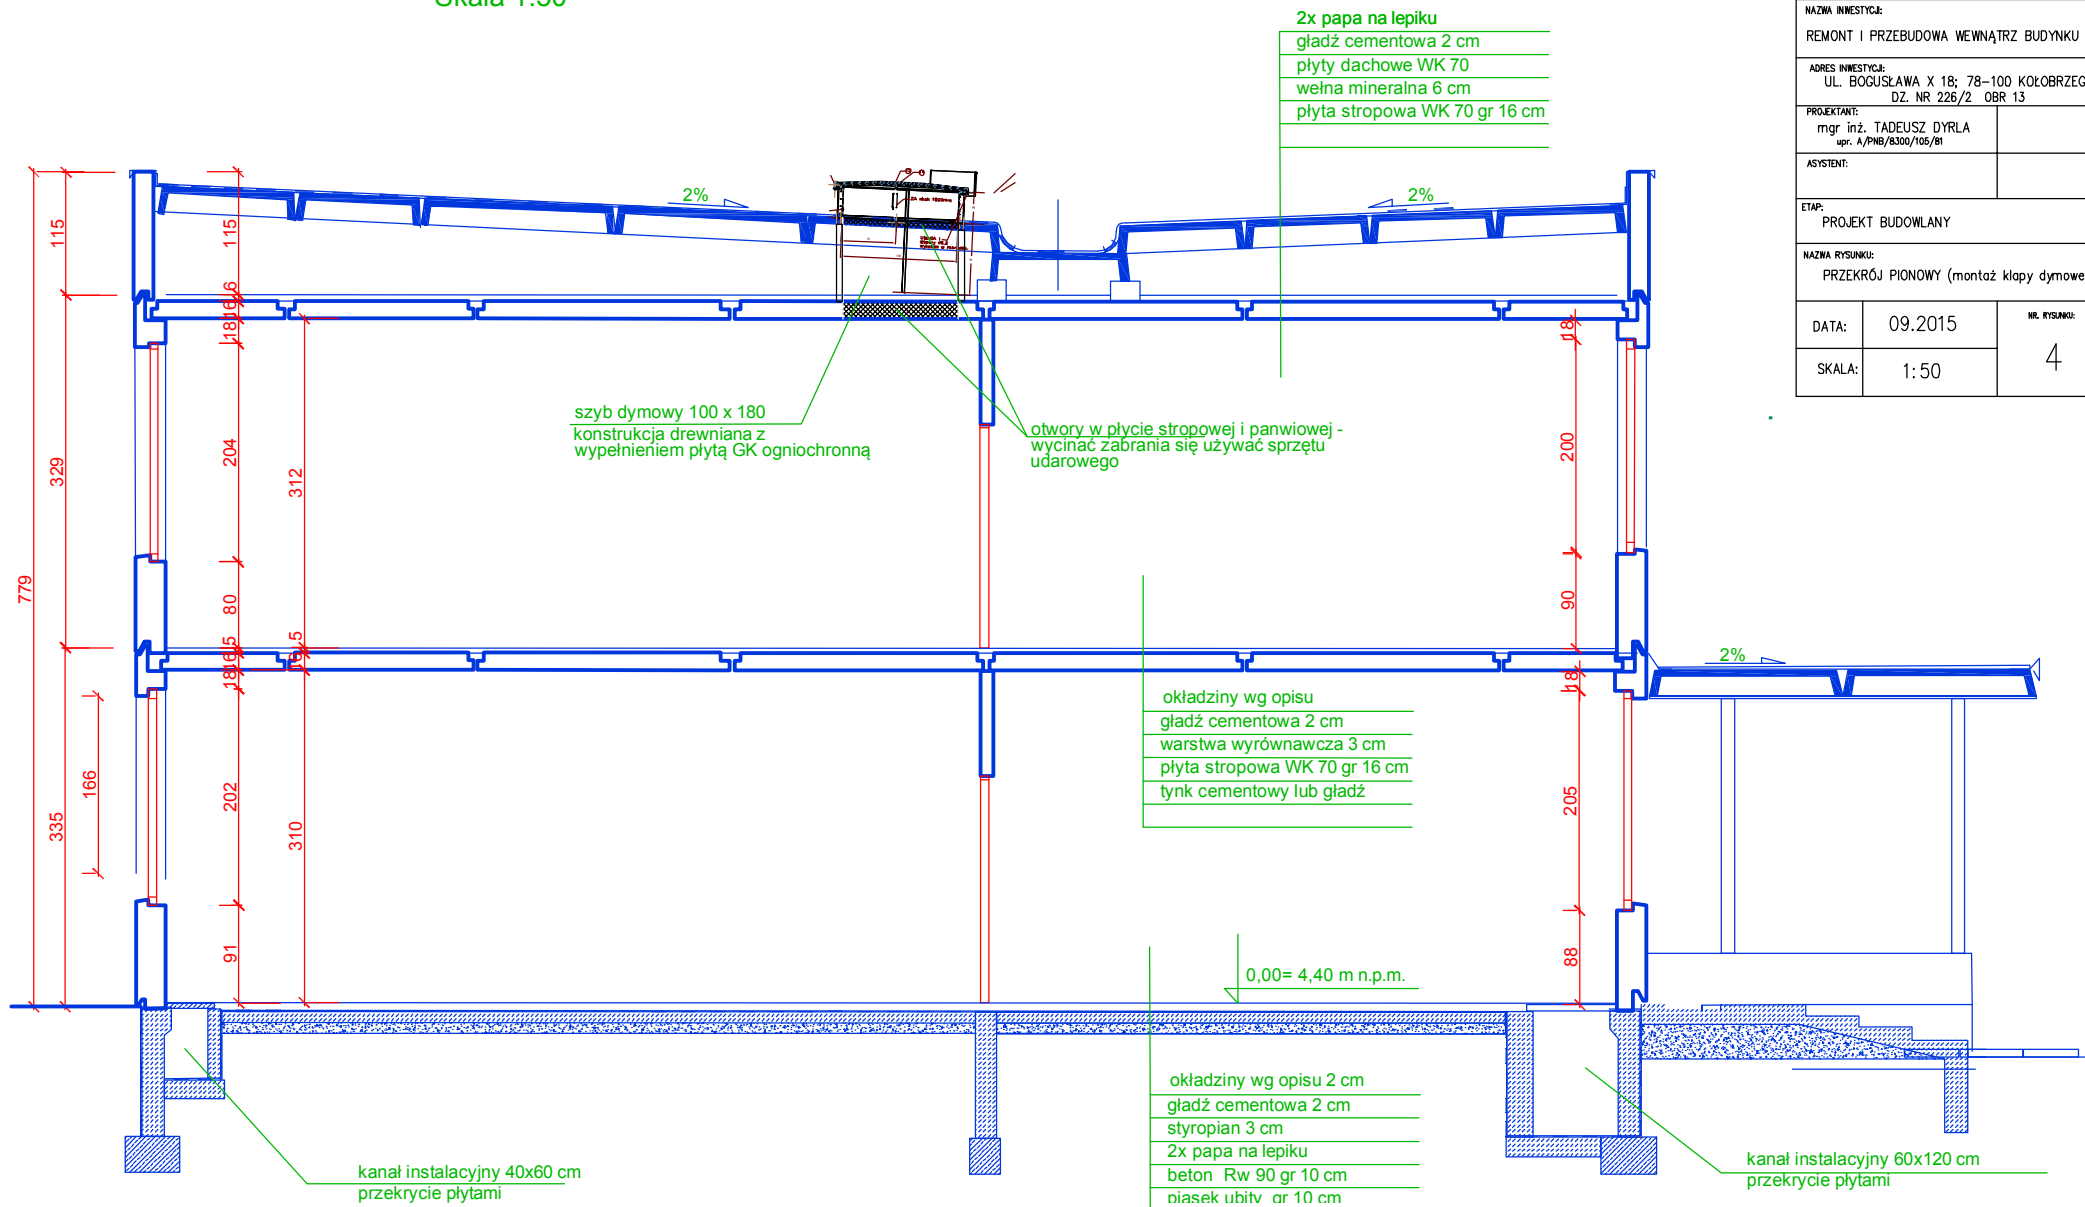 Skala 1:50
2x papa na lepiku
gładź cementowa 2 cm
płyty dachowe WK 70
wełna mineralna 6 cm
płyta stropowa WK 70 gr 16 cm
NAZWA INWESTYCJI:
REMONT I PRZEBUDOWA WEWNĄTRZ BUDYNKU
ADRES INWESTYCJI:
UL. BOGUSŁAWA X 18; 78-100 KOŁOBRZEG
DZ. NR 226/2 OBR 13
PROJEKTANT:
mgr inż. TADEUSZ DYRLA
upr. A/PNB/8300/105/81
ASYSTENT:
ETAP:
PROJEKT BUDOWLANY
NAZWA RYSUNKU:
PRZEKRÓJ PIONOWY (montaż klapy dymowe
DATA:
09.2015
NR. RYSUNKU:
4
SKALA:
1:50
2%
2%
115
115
6
16
18
18
szyb dymowy 100 x 180
konstrukcja drewniana z
wypełnieniem płytą GK ogniochronną
otwory w płycie stropowej i panwiowej -
wycinać zabrania się używać sprzętu
udarowego
329
204
312
200
779
80
90
5
16
18
18
2%
okładziny wg opisu
gładź cementowa 2 cm
warstwa wyrównawcza 3 cm
płyta stropowa WK 70 gr 16 cm
tynk cementowy lub gładź
166
335
202
310
205
91
88
0,00= 4,40 m n.p.m.
okładziny wg opisu 2 cm
gładź cementowa 2 cm
styropian 3 cm
2x papa na lepiku
beton Rw 90 gr 10 cm
piasek ubity gr 10 cm
kanał instalacyjny 40x60 cm
przekrycie płytami
kanał instalacyjny 60x120 cm
przekrycie płytami